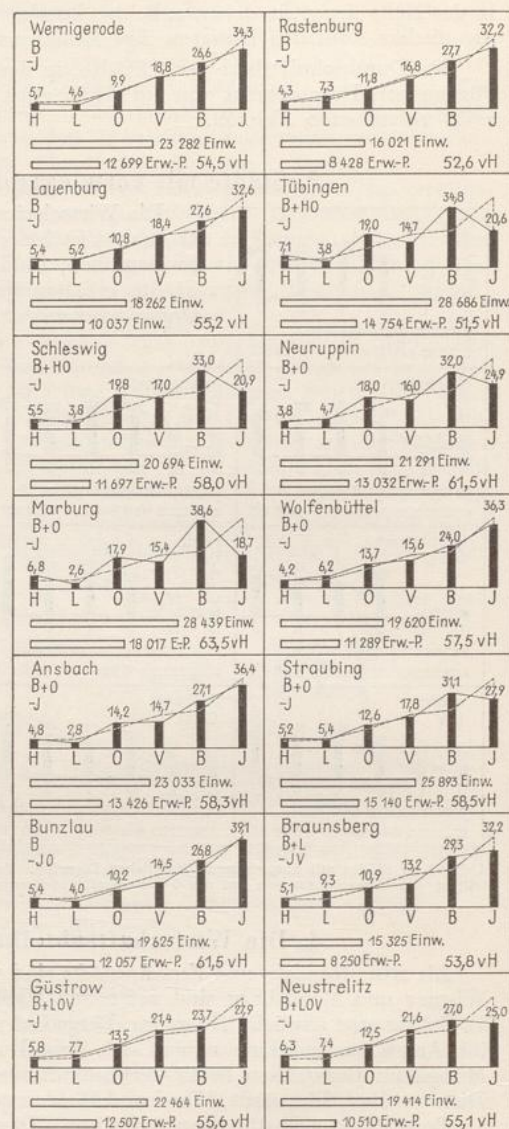 Wernigerode
B
-J
5,7 4,6 9,9 18,8 26,6 34,3
H L O V B J
23 282 Einw.
12 699 Erw.-P. 54,5 vH
Rastenburg
B
-J
4,3 7,3 11,8 16,8 27,7 32,2
H L O V B J
16 021 Einw.
8 428 Erw.-P. 52,6 vH
Lauenburg
B
-J
5,4 5,2 10,8 18,4 27,6 32,6
H L O V B J
18 262 Einw.
10 037 Einw. 55,2 vH
Tübingen
B+HO
-J
7,1 3,8 19,0 14,7 34,8 20,6
H L O V B J
28 686 Einw.
14 754 Erw.-P. 51,5 vH
Schleswig
B+HO
-J
5,5 3,8 19,8 17,0 33,0 20,9
H L O V B J
20 694 Einw.
11 697 Erw.-P. 58,0 vH
Neuruppin
B+O
-J
3,8 4,7 18,0 16,0 32,0 24,9
H L O V B J
21 291 Einw.
13 032 Erw.-P. 61,5 vH
Marburg
B+O
-J
6,8 2,6 17,9 15,4 38,6 18,7
H L O V B J
28 439 Einw.
18 017 E.-P. 63,5 vH
Wolfenbüttel
B+O
-J
4,2 6,2 13,7 15,6 24,0 36,3
H L O V B J
19 620 Einw.
11 289 Erw.-P. 57,5 vH
Ansbach
B+O
-J
4,8 2,8 14,2 14,7 27,1 36,4
H L O V B J
23 033 Einw.
13 426 Erw.-P. 58,3 vH
Straubing
B+O
-J
5,2 5,4 12,6 17,8 31,1 27,9
H L O V B J
25 893 Einw.
15 140 Erw.-P. 58,5 vH
Bunzlau
B
-JO
5,4 4,0 10,2 14,5 26,8 39,1
H L O V B J
19 625 Einw.
12 057 Erw.-P. 61,5 vH
Braunsberg
B+L
-JV
5,1 9,3 10,9 13,2 29,3 32,2
H L O V B J
15 325 Einw.
8 250 Erw.-P. 53,8 vH
Güstrow
B+LOV
-J
5,8 7,7 13,5 21,4 23,7 27,9
H L O V B J
22 464 Einw.
12 507 Erw.-P. 55,6 vH
Neustrelitz
B+LOV
-J
6,3 7,4 12,5 21,6 27,0 25,0
H L O V B J
19 414 Einw.
10 510 Erw.-P. 55,1 vH